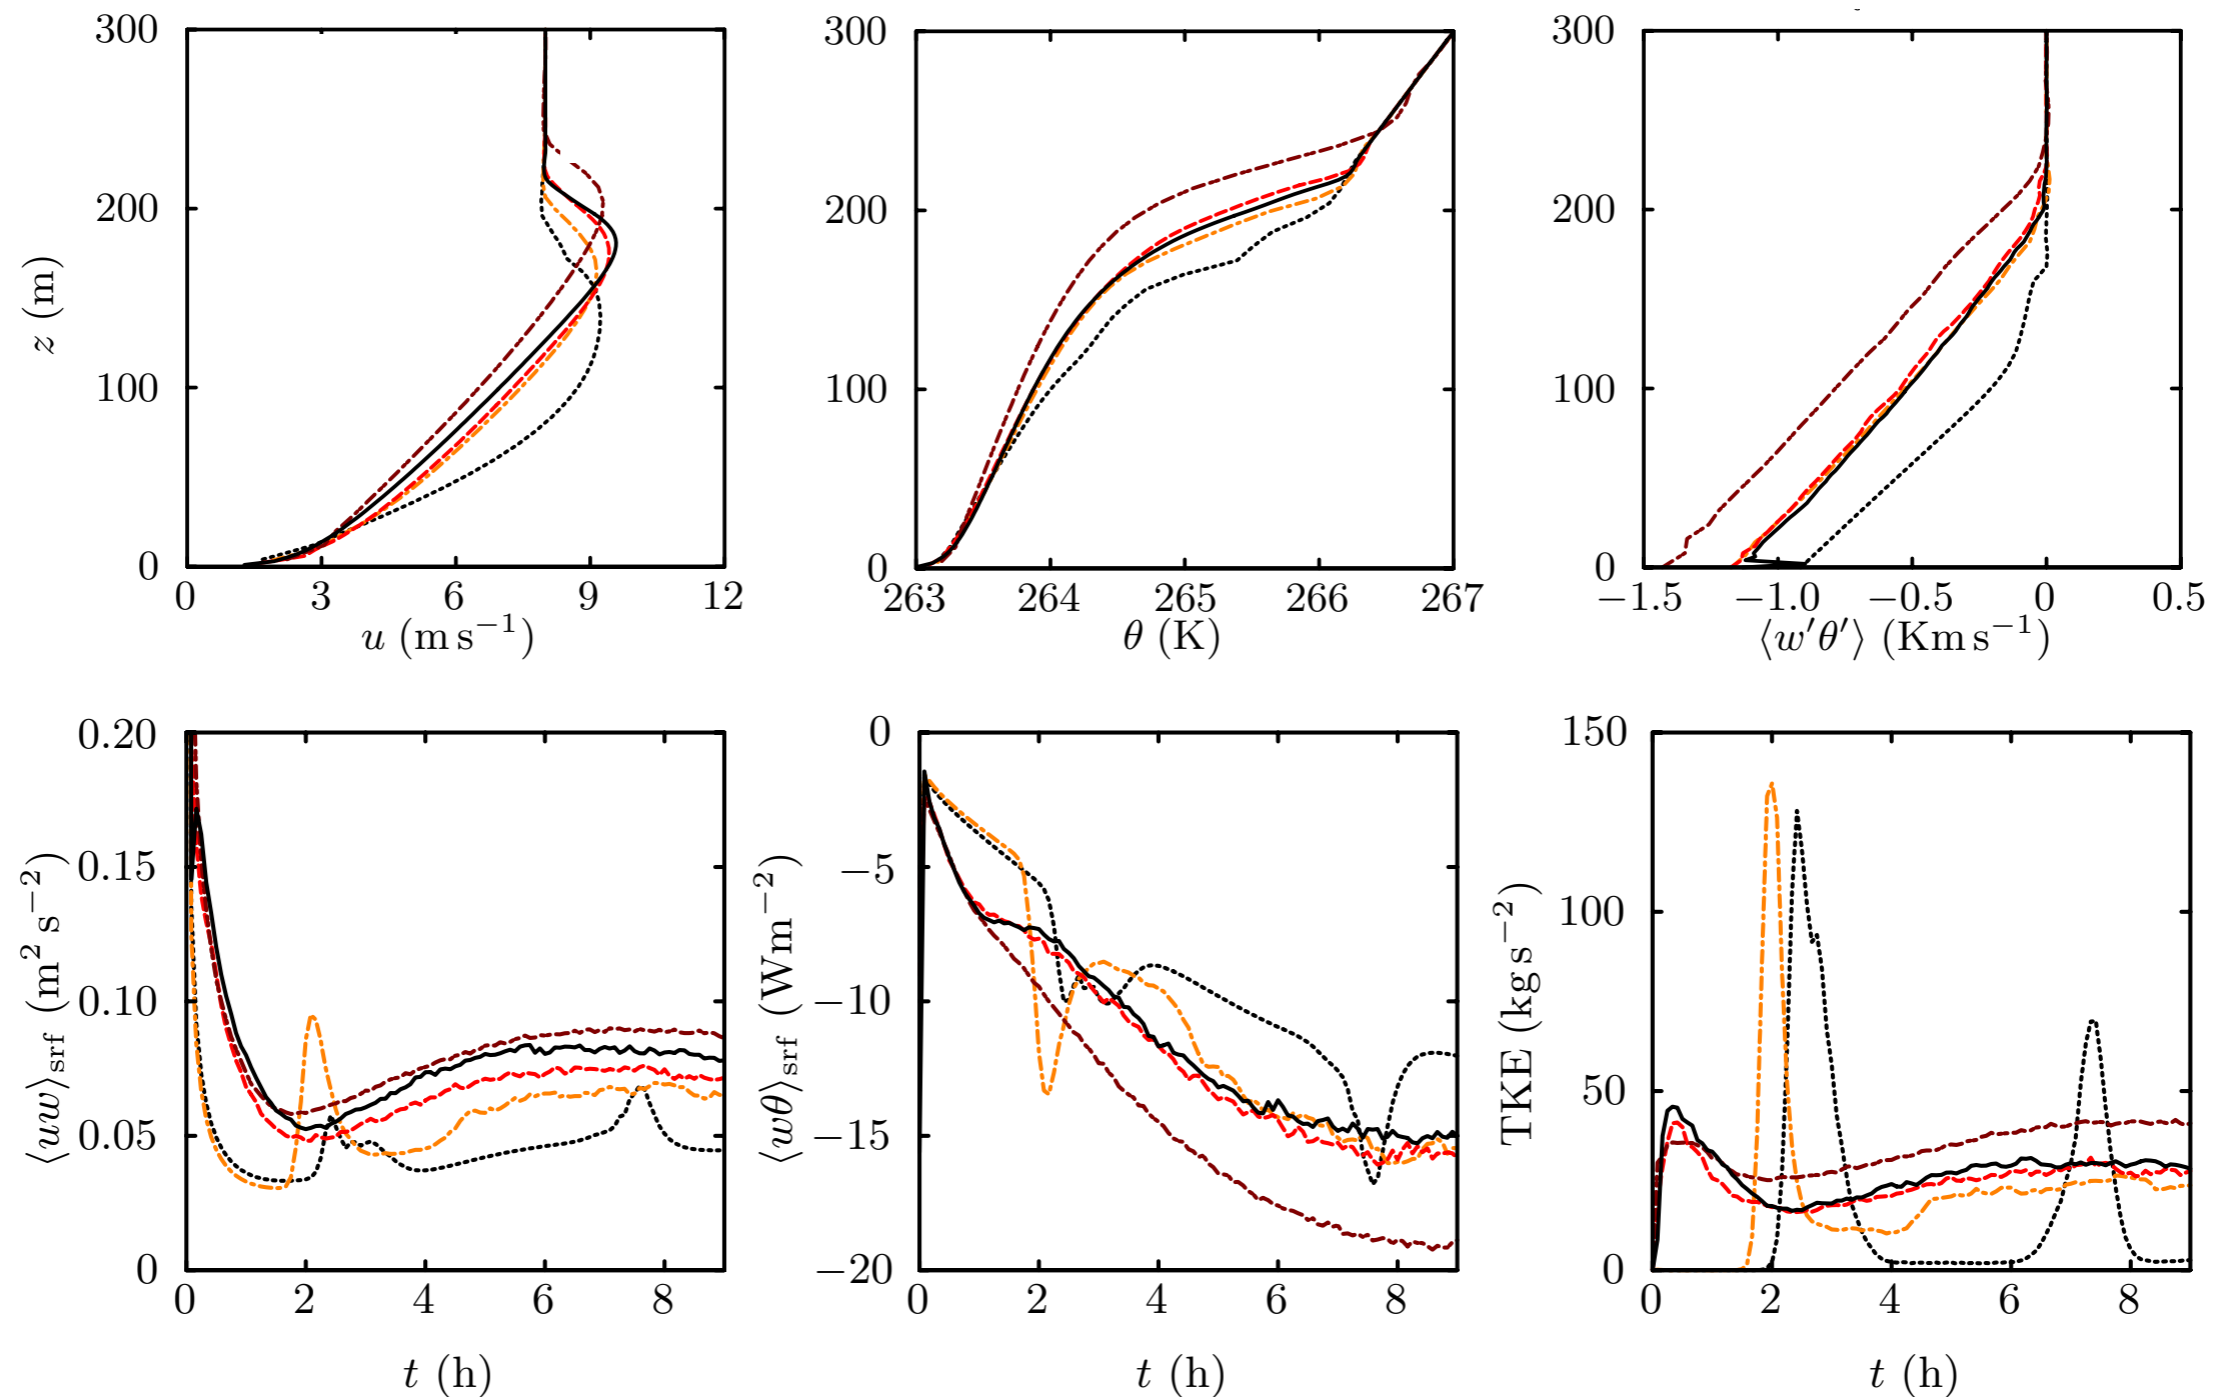 300 300 300
200 200 200
100 100 100
0 0 0
z (m)
0 3 6 9 12 263 264 265 266 267 −1.5 −1.0 −0.5 0 0.5
u (m s⁻¹) θ (K) ⟨w′θ′⟩ (Km s⁻¹)
0.20 0 150
0.15 −5 100
0.10 −10 50
0.05 −15 0
0 −20
⟨uw⟩srf (m² s⁻²) ⟨wθ⟩srf (Wm⁻²) TKE (kg s⁻²)
0 2 4 6 8 0 2 4 6 8 0 2 4 6 8
t (h) t (h) t (h)